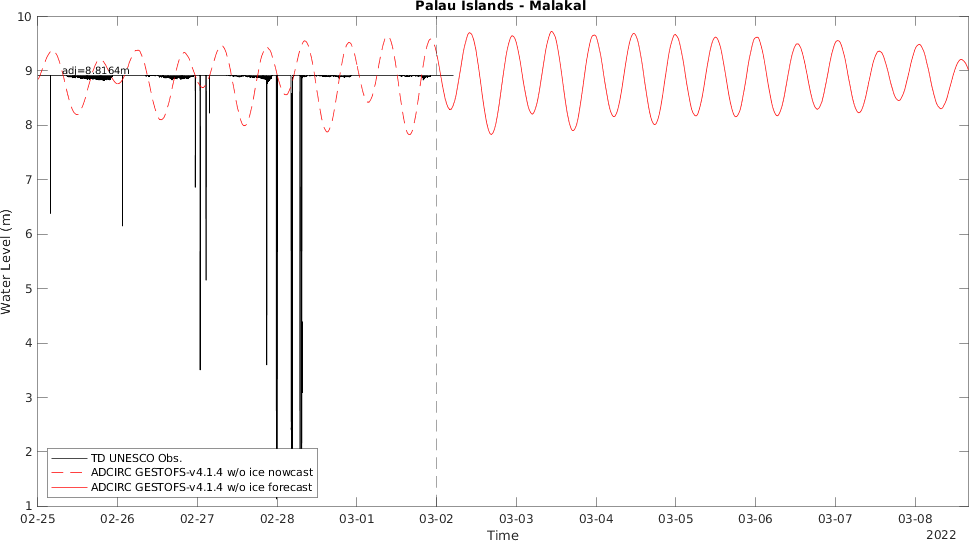 Palau Islands - Malakal
10
9
8
7
6
5
4
3
2
1
Water Level (m)
adj=8.8164m
TD UNESCO Obs.
ADCIRC GESTOFS-v4.1.4 w/o ice nowcast
ADCIRC GESTOFS-v4.1.4 w/o ice forecast
02-25 02-26 02-27 02-28 03-01 03-02 03-03 03-04 03-05 03-06 03-07 03-08
Time
2022